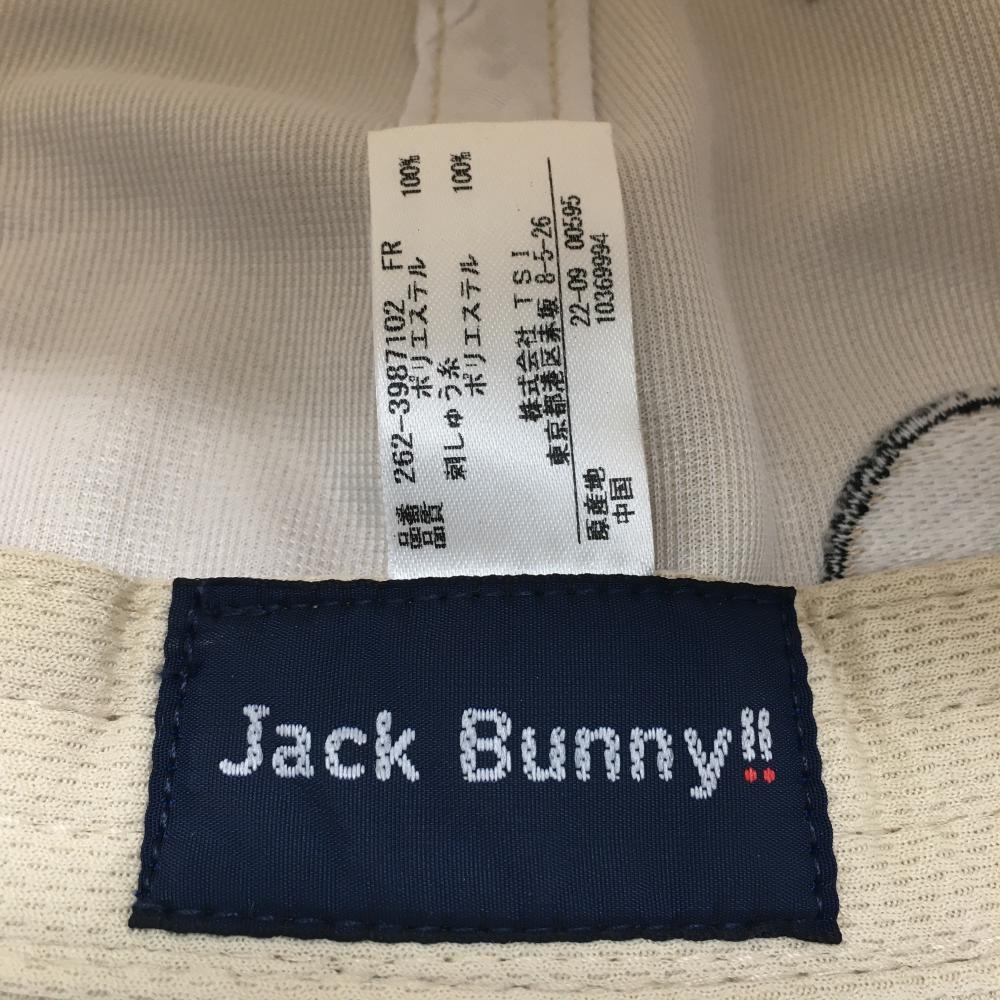 品番 262-3987102 FR
品質 ポリエステル 100%
刺しゅう糸
ポリエステル 100%
株式会社 TSI
東京都港区赤坂 8-5-26
原産地 22-09 00595
中国 10369994
Jack Bunny!!